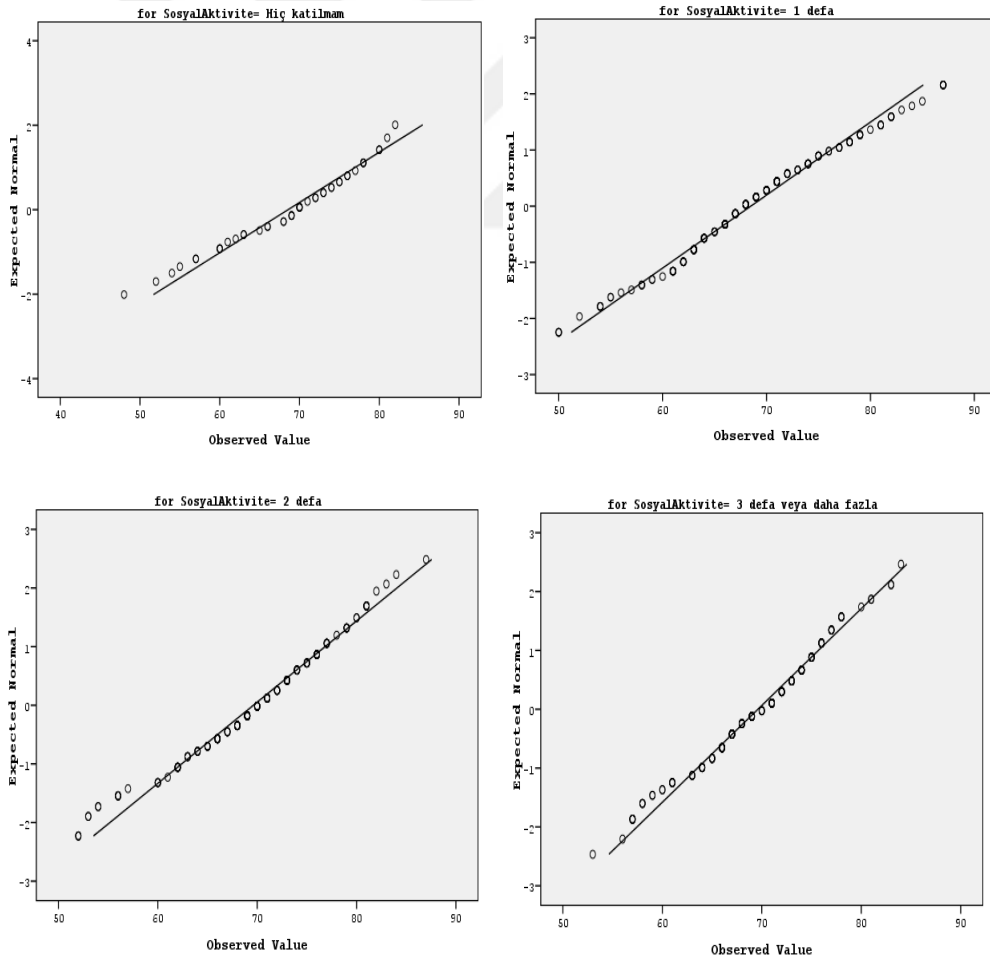 for SosyalAktivite= Hiç katilmam
4
2
0
-2
-4
Expected Normal
40 50 60 70 80 90
Observed Value
for SosyalAktivite= 1 defa
3
2
1
0
-1
-2
-3
Expected Normal
50 60 70 80 90
Observed Value
for SosyalAktivite= 2 defa
3
2
1
0
-1
-2
-3
Expected Normal
50 60 70 80 90
Observed Value
for SosyalAktivite= 3 defa veya daha fazla
3
2
1
0
-1
-2
-3
Expected Normal
50 60 70 80 90
Observed Value